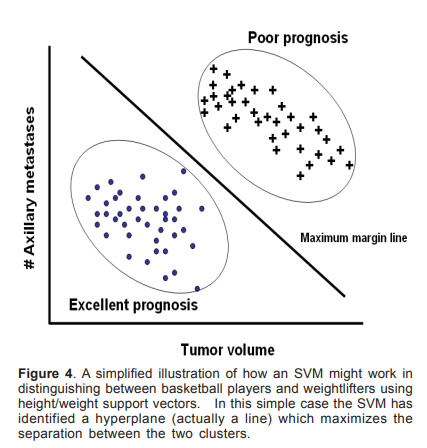 Poor prognosis
# Axillary metastases
Maximum margin line
Excellent prognosis
Tumor volume
Figure 4. A simplified illustration of how an SVM might work in
distinguishing between basketball players and weightlifters using
height/weight support vectors. In this simple case the SVM has
identified a hyperplane (actually a line) which maximizes the
separation between the two clusters.